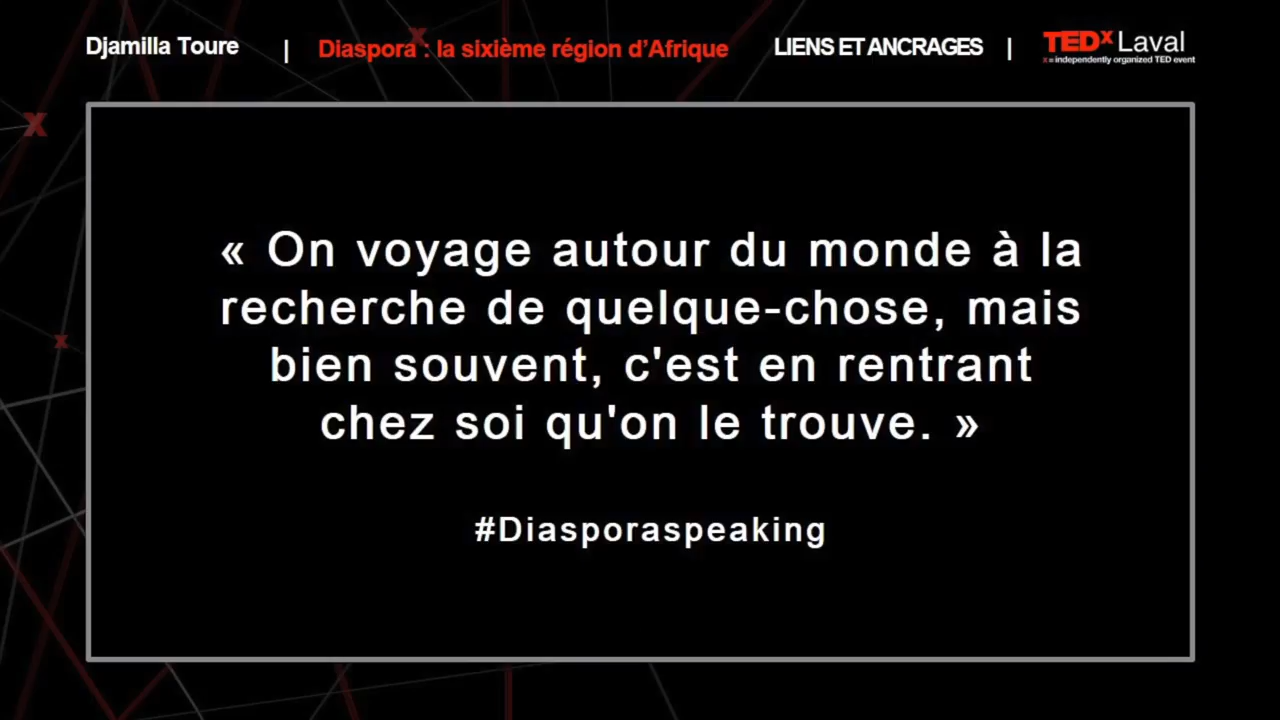 Djamilla Toure | Diaspora : la sixième région d'Afrique LIENS ET ANCRAGES | TEDx Laval
x = independently organized TED event
« On voyage autour du monde à la
recherche de quelque-chose, mais
bien souvent, c'est en rentrant
chez soi qu'on le trouve. »
#Diasporaspeaking